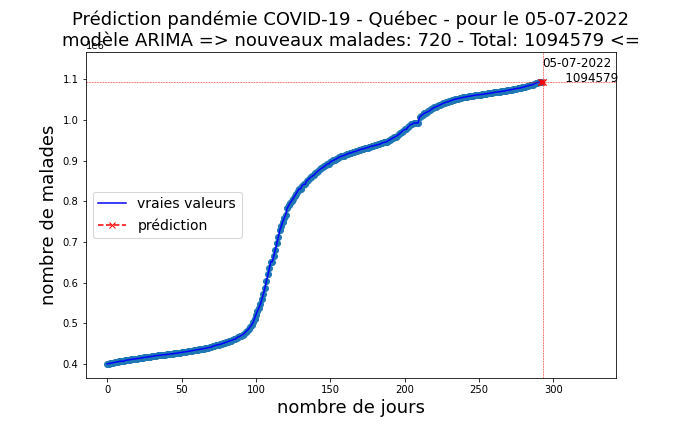 Prédiction pandémie COVID-19 - Québec - pour le 05-07-2022
modèle ARIMA => nouveaux malades: 720 - Total: 1094579 <=
1e6
05-07-2022
1094579
1.1
1.0
0.9
0.8
0.7
0.6
0.5
0.4
nombre de malades
vraies valeurs
prédiction
0 50 100 150 200 250 300
nombre de jours